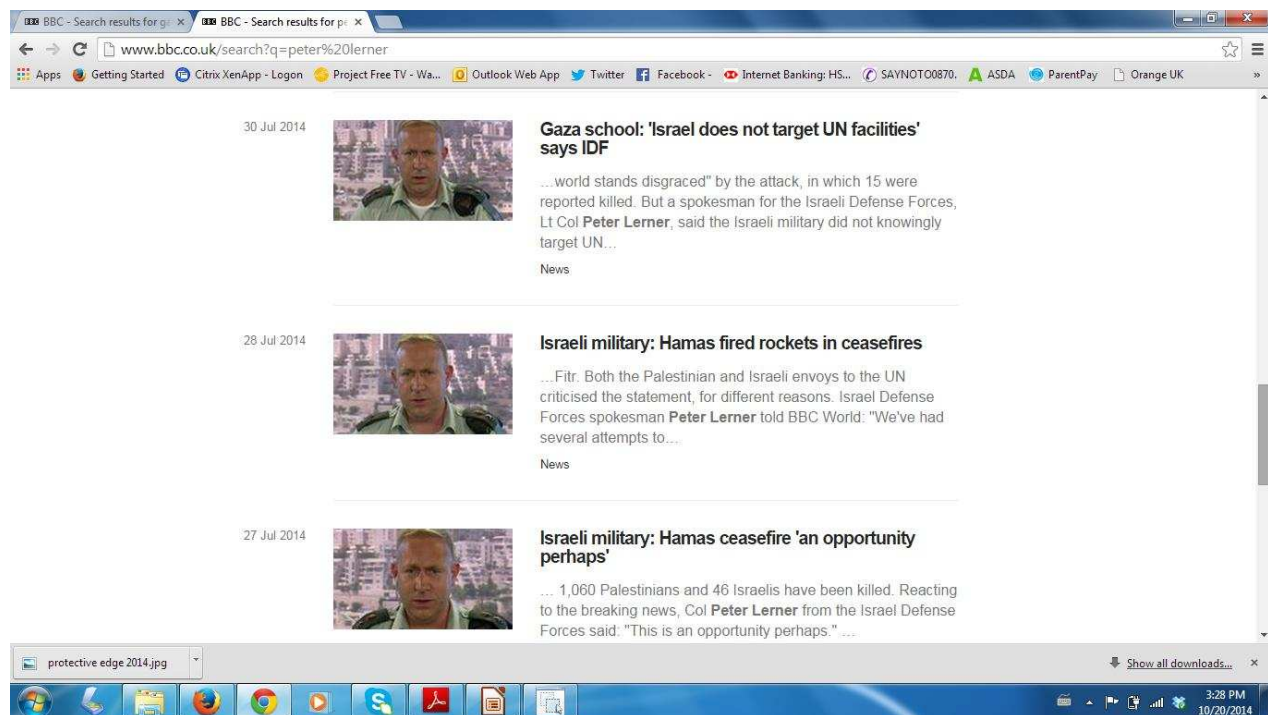 BBC - Search results for g
BBC - Search results for pe
www.bbc.co.uk/search?q=peter%20lerner
Apps Getting Started Citrix XenApp - Logon Project Free TV - Wa... Outlook Web App Twitter Facebook - Internet Banking: HS... SAYNOTO0870. ASDA ParentPay Orange UK »
30 Jul 2014
Gaza school: 'Israel does not target UN facilities'
says IDF
…world stands disgraced" by the attack, in which 15 were
reported killed. But a spokesman for the Israeli Defense Forces,
Lt Col Peter Lerner, said the Israeli military did not knowingly
target UN…
News
28 Jul 2014
Israeli military: Hamas fired rockets in ceasefires
…Fitr. Both the Palestinian and Israeli envoys to the UN
criticised the statement, for different reasons. Israel Defense
Forces spokesman Peter Lerner told BBC World: "We've had
several attempts to…
News
27 Jul 2014
Israeli military: Hamas ceasefire 'an opportunity
perhaps'
… 1,060 Palestinians and 46 Israelis have been killed. Reacting
to the breaking news, Col Peter Lerner from the Israel Defense
Forces said: "This is an opportunity perhaps." …
protective edge 2014.jpg
Show all downloads...
3:28 PM
10/20/2014